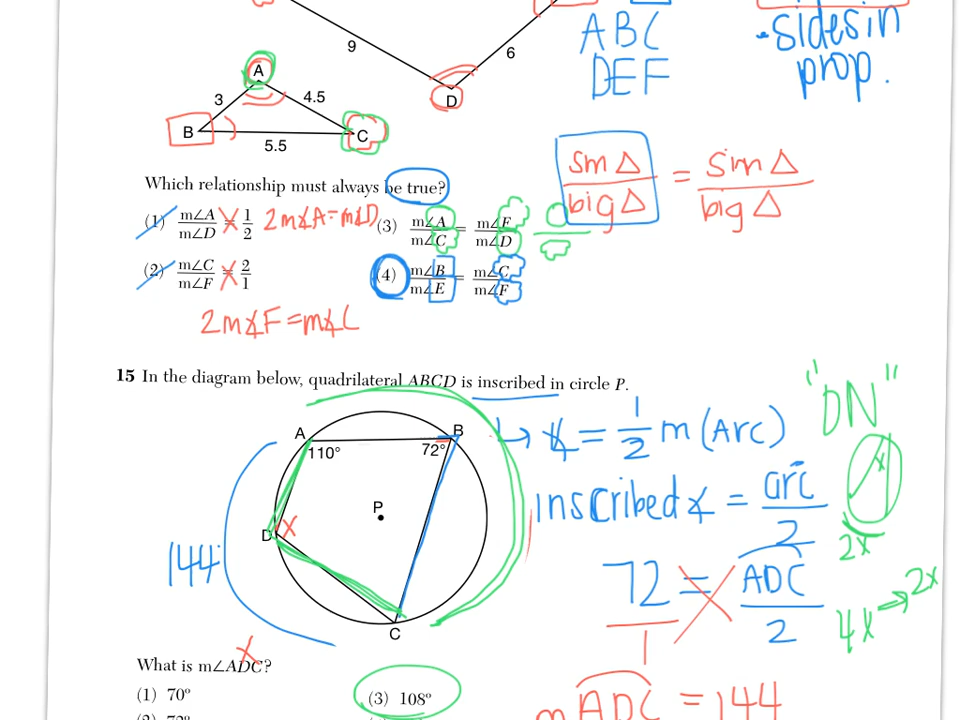 9
6
A
3
4.5
D
B
C
5.5
ABC
DEF
• sides in
prop.
sm △
big △
=
sim △
big △
Which relationship must always be true?
(1) m∠A / m∠D = 1/2
2m∡A = m∡D
(3) m∠A / m∠C = m∠F / m∠D
(2) m∠C / m∠F = 2/1
(4) m∠B / m∠E = m∠C / m∠F
2m∡F = m∡C
15 In the diagram below, quadrilateral ABCD is inscribed in circle P.
"DN"
A
B
110°
72°
P
D
x
C
144
↳ ∡ = 1/2 m (Arc)
inscribed ∡ = arc / 2
x
2x
72 / 1 = ADC / 2
4x → 2x
x
What is m∠ADC?
(1) 70°
(3) 108°
m ADC = 144